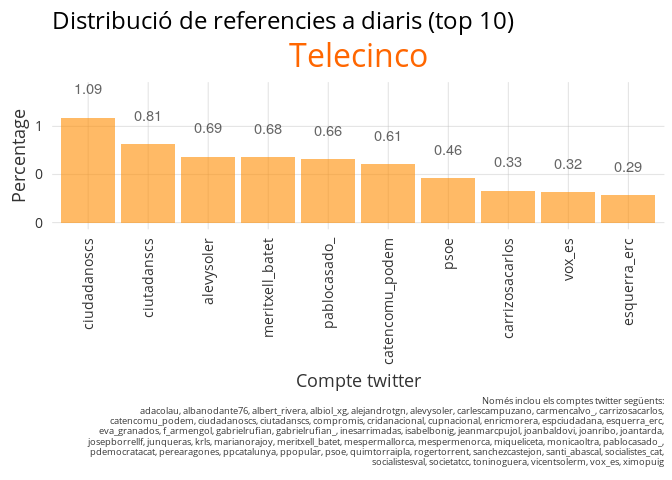 Distribució de referencies a diaris (top 10)
Telecinco
Percentage
1
0
0
1.09
0.81
0.69
0.68
0.66
0.61
0.46
0.33
0.32
0.29
ciudadanoscs
ciutadanscs
alevysoler
meritxell_batet
pablocasado_
catencomu_podem
psoe
carrizosacarlos
vox_es
esquerra_erc
Compte twitter
Només inclou els comptes twitter següents:
adacolau, albanodante76, albert_rivera, albiol_xg, alejandrotgn, alevysoler, carlescampuzano, carmencalvo_, carrizosacarlos,
catencomu_podem, ciudadanoscs, ciutadanscs, compromis, cridanacional, cupnacional, enricmorera, espciudadana, esquerra_erc,
eva_granados, f_armengol, gabrielrufian, gabrielrufian_, inesarrimadas, isabelbonig, jeanmarcpujol, joanbaldovi, joanribo, joantarda,
josepborrellf, junqueras, krls, marianorajoy, meritxell_batet, mespermallorca, mespermenorca, miqueliceta, monicaoltra, pablocasado_,
pdemocratacat, perearagones, ppcatalunya, ppopular, psoe, quimtorraipla, rogertorrent, sanchezcastejon, santi_abascal, socialistes_cat,
socialistesval, societatcc, toninoguera, vicentsolerm, vox_es, ximopuig